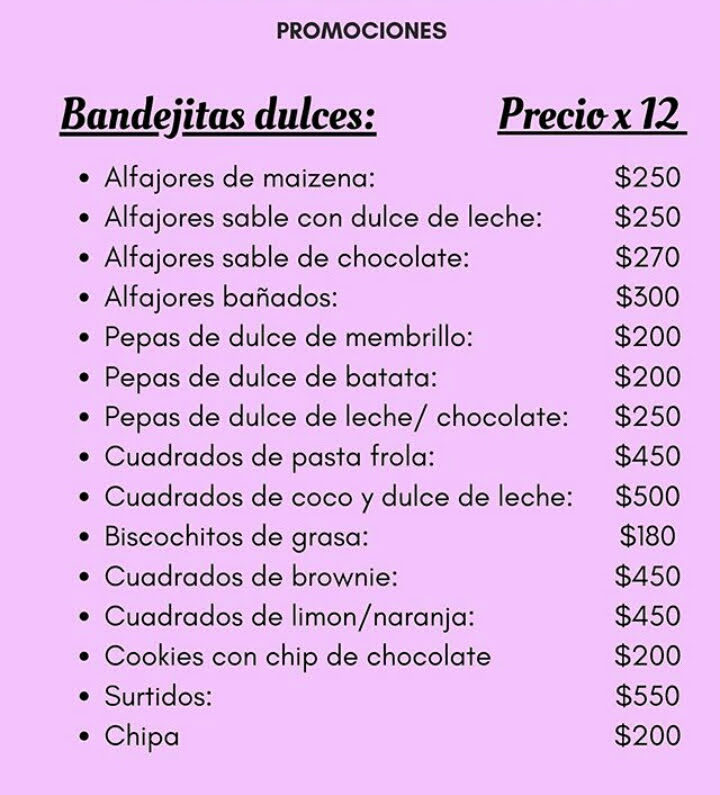 PROMOCIONES
Bandejitas dulces: Precio x 12
• Alfajores de maizena: $250
• Alfajores sable con dulce de leche: $250
• Alfajores sable de chocolate: $270
• Alfajores bañados: $300
• Pepas de dulce de membrillo: $200
• Pepas de dulce de batata: $200
• Pepas de dulce de leche/ chocolate: $250
• Cuadrados de pasta frola: $450
• Cuadrados de coco y dulce de leche: $500
• Biscochitos de grasa: $180
• Cuadrados de brownie: $450
• Cuadrados de limon/naranja: $450
• Cookies con chip de chocolate $200
• Surtidos: $550
• Chipa $200